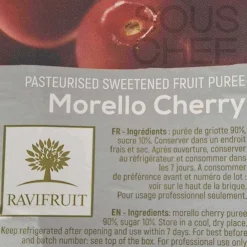 SOUS
CHEF
PASTEURISED SWEETENED FRUIT PUREE
Morello Cherry
RAVIFRUIT
FR - Ingrédients : purée de griotte 90%,
sucre 10%. Conserver dans un endroit
frais et sec. Après ouverture, conserver
au réfrigérateur et consommer dans
les 7 jours. A consommer
de préférence avant et numéro de lot :
voir sur le haut de la brique.
Pour usage professionnel seulement.
EN - Ingredients: morello cherry puree
90%, sugar 10%. Store in a cool, dry place.
Keep refrigerated after opening and use within 7 days. For best before
and batch number: see top of the box. For professional use